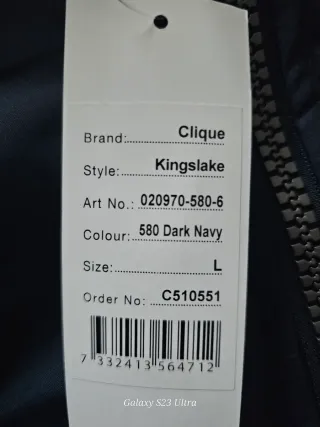 Brand: Clique
Style: Kingslake
Art No.: 020970-580-6
Colour: 580 Dark Navy
Size: L
Order No: C510551
7 332413 564712
Galaxy S23 Ultra